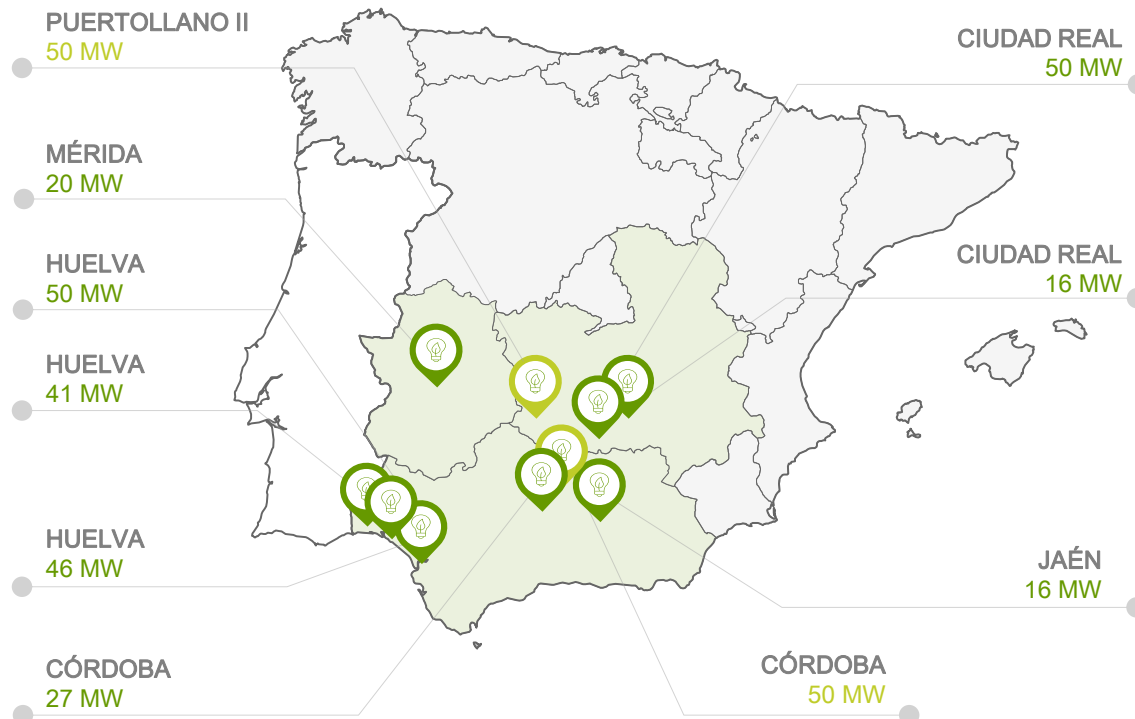 PUERTOLLANO II
50 MW
MÉRIDA
20 MW
HUELVA
50 MW
HUELVA
41 MW
HUELVA
46 MW
CÓRDOBA
27 MW
CIUDAD REAL
50 MW
CIUDAD REAL
16 MW
JAÉN
16 MW
CÓRDOBA
50 MW